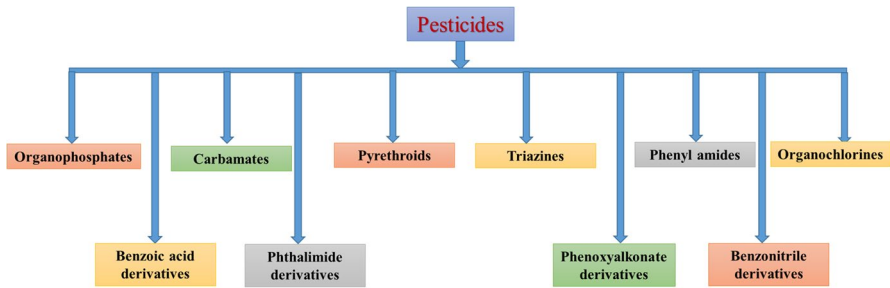 Pesticides
Organophosphates
Carbamates
Pyrethroids
Triazines
Phenyl amides
Organochlorines
Benzoic acid
derivatives
Phthalimide
derivatives
Phenoxyalkonate
derivatives
Benzonitrile
derivatives